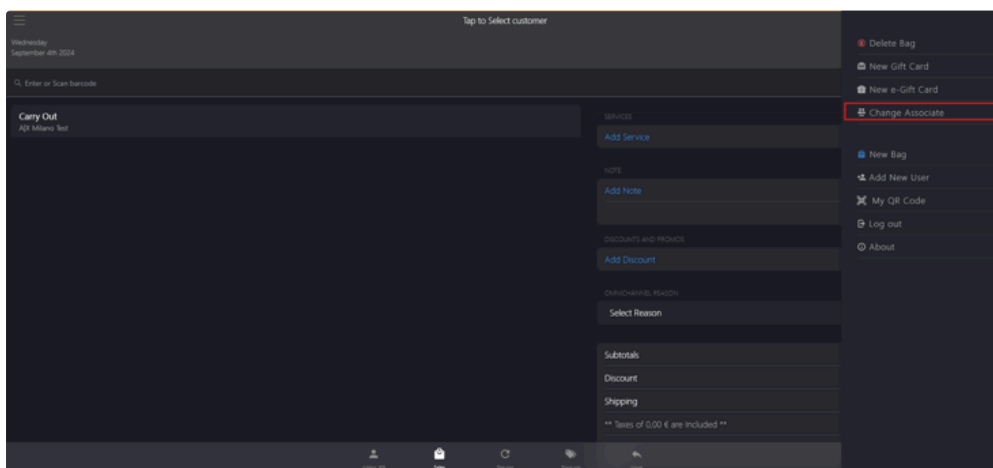 Tap to Select customer
Wednesday
September 4th 2024
Enter or Scan barcode
Carry Out
A|X Milano Test
SERVICES
Add Service
NOTE
Add Note
DISCOUNTS AND PROMOS
Add Discount
OMNICHANNEL REASON
Select Reason
Subtotals
Discount
Shipping
** Taxes of 0,00 € are Included **
Delete Bag
New Gift Card
New e-Gift Card
Change Associate
New Bag
Add New User
My QR Code
Log out
About